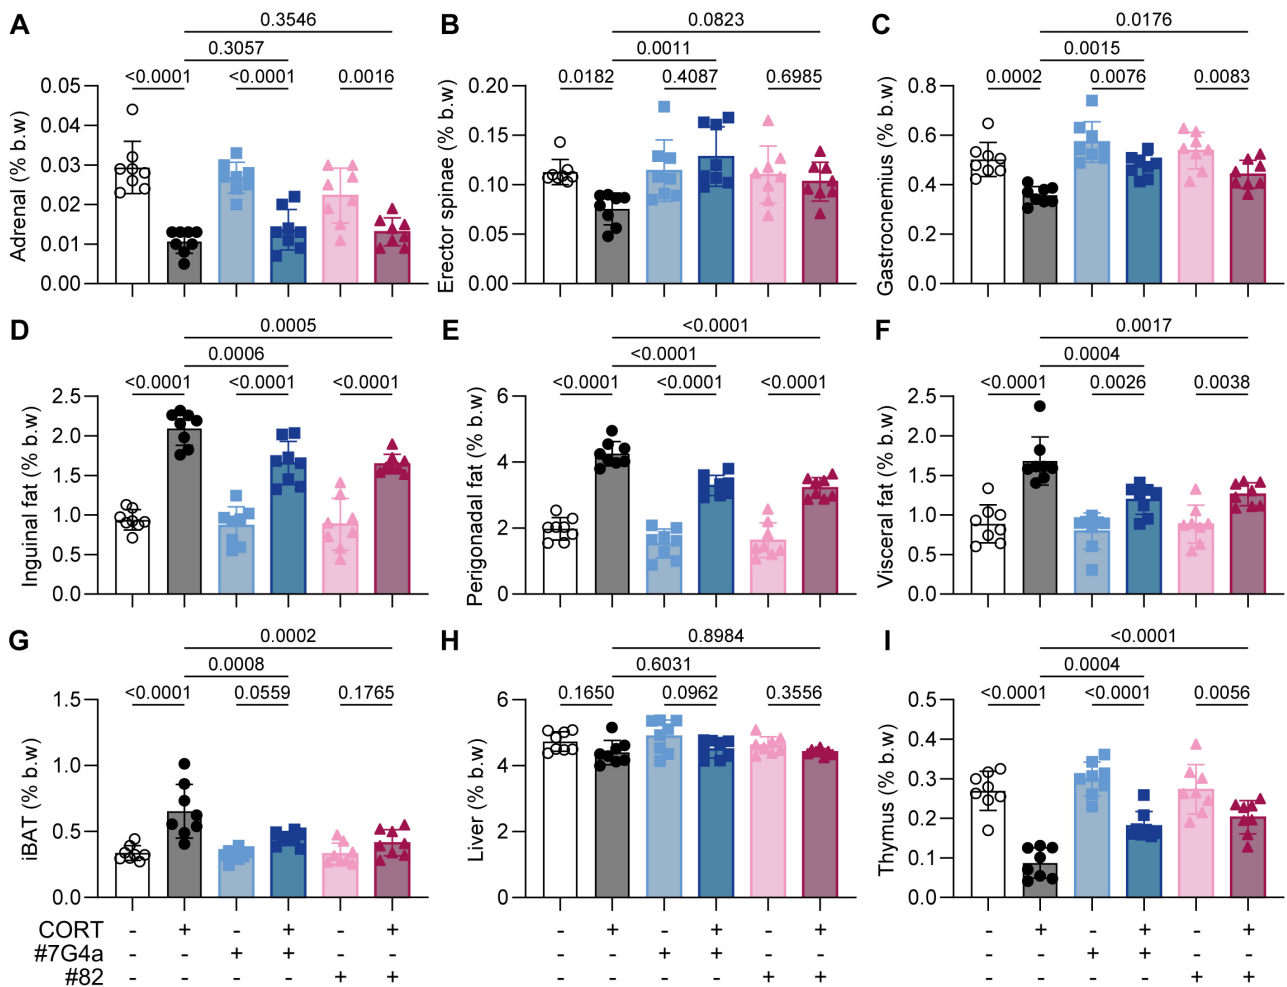 A
0.3546
0.3057
<0.0001 <0.0001 0.0016
Adrenal (% b.w)
0.05
0.04
0.03
0.02
0.01
0.00
B
0.0823
0.0011
0.0182 0.4087 0.6985
Erector spinae (% b.w)
0.20
0.15
0.10
0.05
0.00
C
0.0176
0.0015
0.0002 0.0076 0.0083
Gastrocnemius (% b.w)
0.8
0.6
0.4
0.2
0.0
D
0.0005
0.0006
<0.0001 <0.0001 <0.0001
Inguinal fat (% b.w)
2.5
2.0
1.5
1.0
0.5
0.0
E
<0.0001
<0.0001
<0.0001 <0.0001 <0.0001
Perigonadal fat (% b.w)
6
4
2
0
F
0.0017
0.0004
<0.0001 0.0026 0.0038
Visceral fat (% b.w)
2.5
2.0
1.5
1.0
0.5
0.0
G
0.0002
0.0008
<0.0001 0.0559 0.1765
iBAT (% b.w)
1.5
1.0
0.5
0.0
H
0.8984
0.6031
0.1650 0.0962 0.3556
Liver (% b.w)
6
4
2
0
I
<0.0001
0.0004
<0.0001 <0.0001 0.0056
Thymus (% b.w)
0.5
0.4
0.3
0.2
0.1
0.0
CORT - + - + - + - + - + - + - + - + - +
#7G4a - - + + - - - - + + - - - - + + - -
#82 - - - - + + - - - - + + - - - - + +